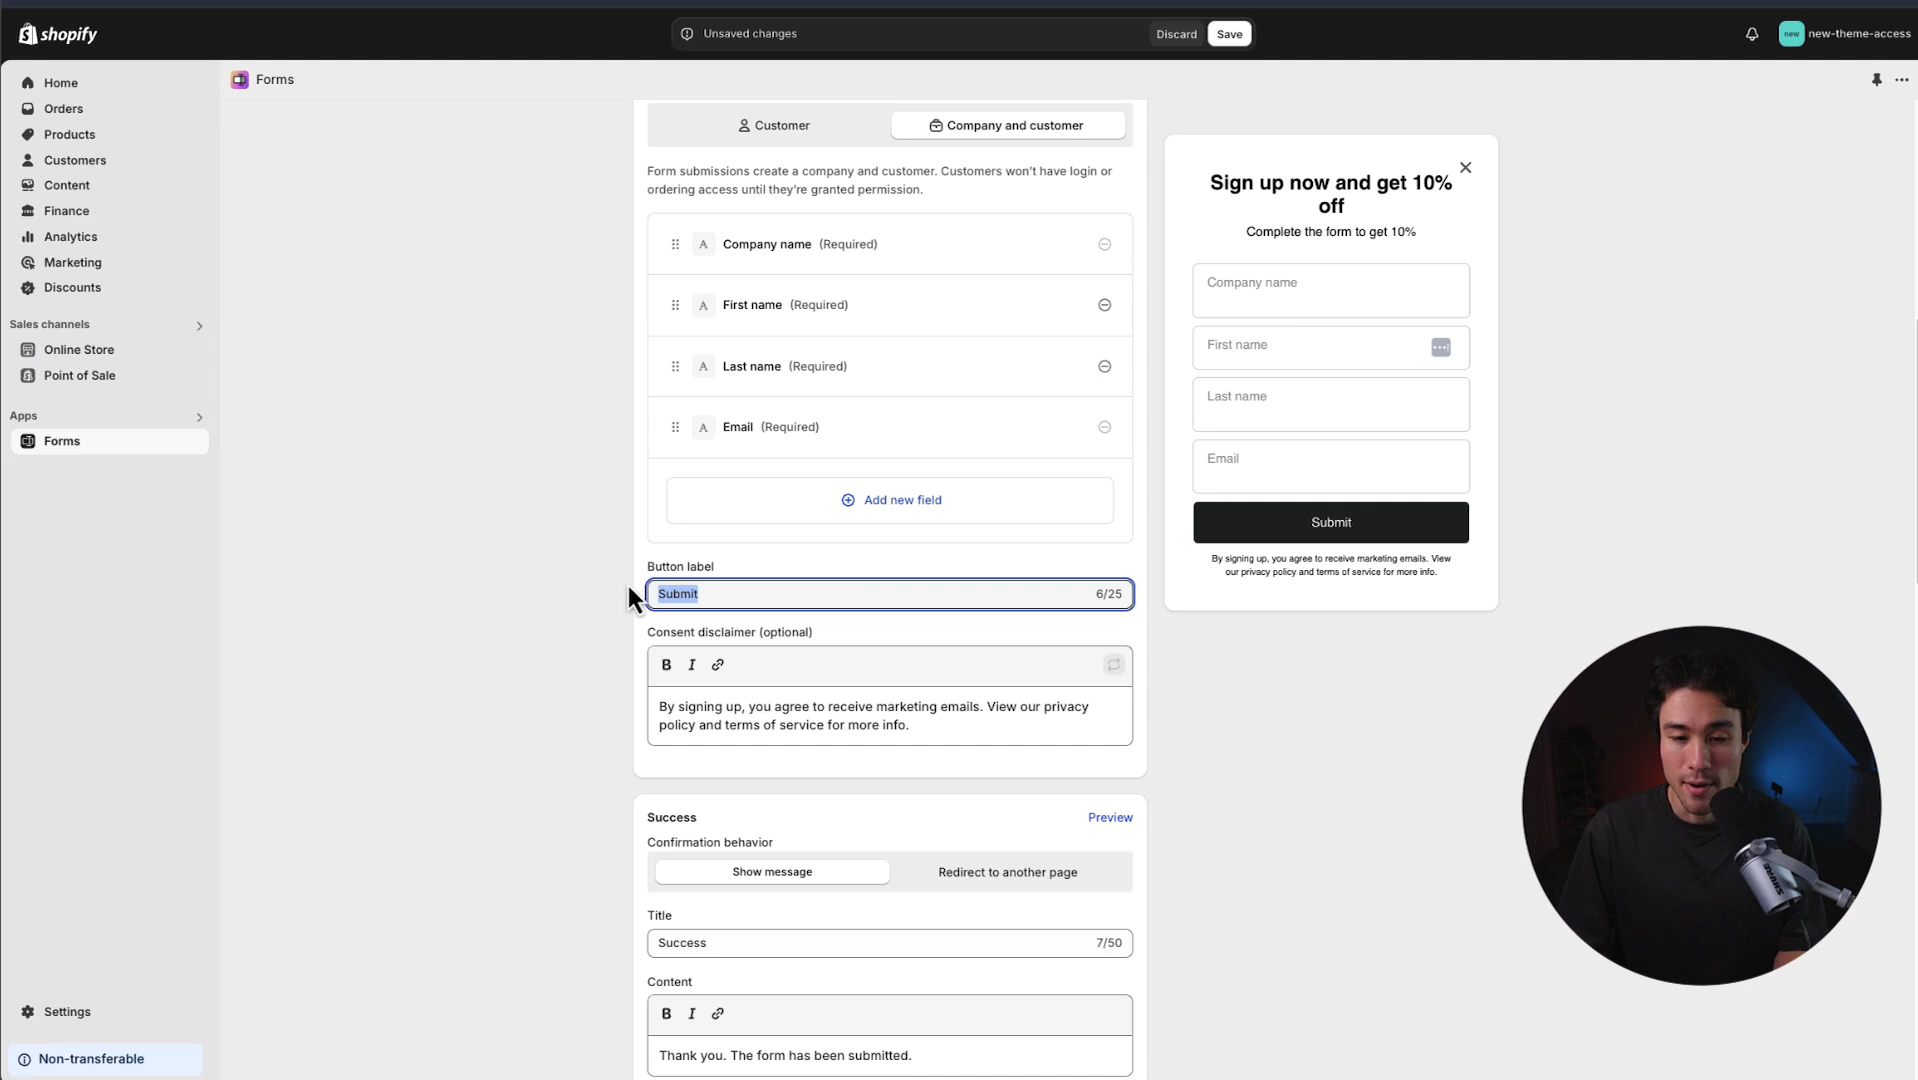 shopify
Unsaved changes
Discard
Save
new
new-theme-access
Home
Orders
Products
Customers
Content
Finance
Analytics
Marketing
Discounts
Sales channels
Online Store
Point of Sale
Apps
Forms
Settings
Non-transferable
Forms
Customer
Company and customer
Form submissions create a company and customer. Customers won't have login or
ordering access until they're granted permission.
A Company name (Required)
A First name (Required)
A Last name (Required)
A Email (Required)
Add new field
Button label
Submit 6/25
Consent disclaimer (optional)
B I
By signing up, you agree to receive marketing emails. View our privacy
policy and terms of service for more info.
Success
Preview
Confirmation behavior
Show message
Redirect to another page
Title
Success 7/50
Content
B I
Thank you. The form has been submitted.
Sign up now and get 10%
off
Complete the form to get 10%
Company name
First name
Last name
Email
Submit
By signing up, you agree to receive marketing emails. View
our privacy policy and terms of service for more info.
SHURE